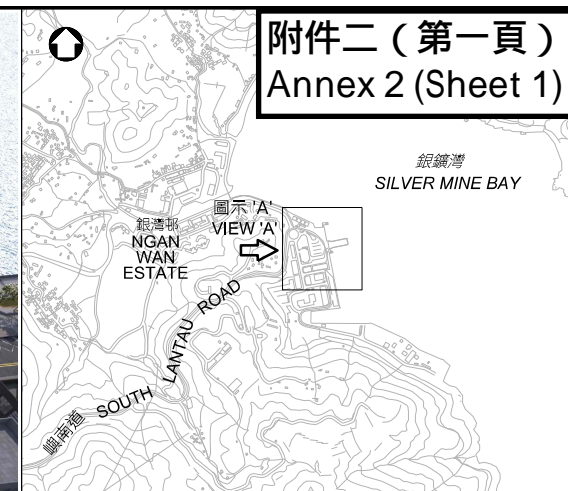 附件二（第一頁）
Annex 2 (Sheet 1)
銀鑛灣
SILVER MINE BAY
圖示 'A'
VIEW 'A'
銀灣邨
NGAN
WAN
ESTATE
嶼南道 SOUTH LANTAU ROAD